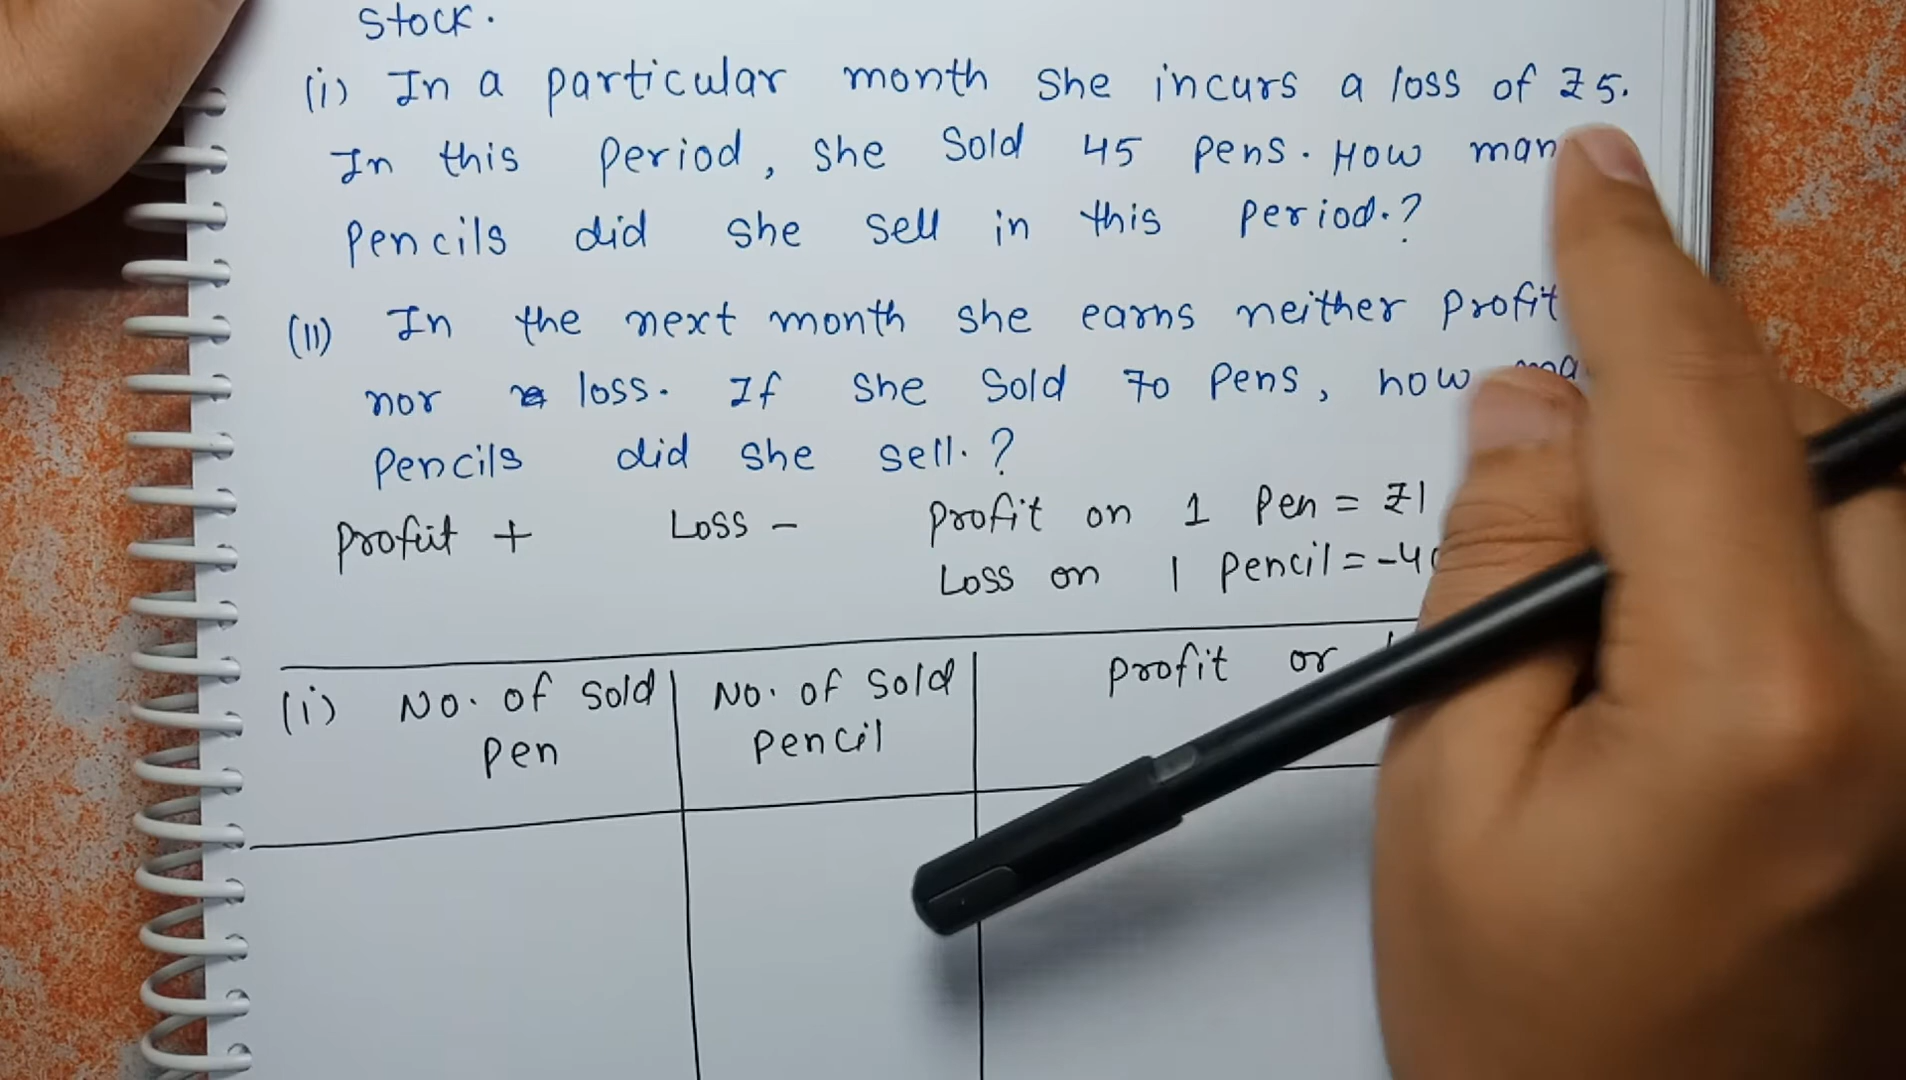 Stock.
(i) In a particular month she incurs a loss of ₹5.
In this period, she sold 45 pens. How
pencils did she sell in this period.?
(ii) In the next month she earns neither profit
nor loss. If she sold 70 pens, how
pencils did she sell.?
Profit + Loss - Profit on 1 Pen = ₹1
Loss on 1 Pencil =
(i) No. of sold pen No. of sold pencil Profit or